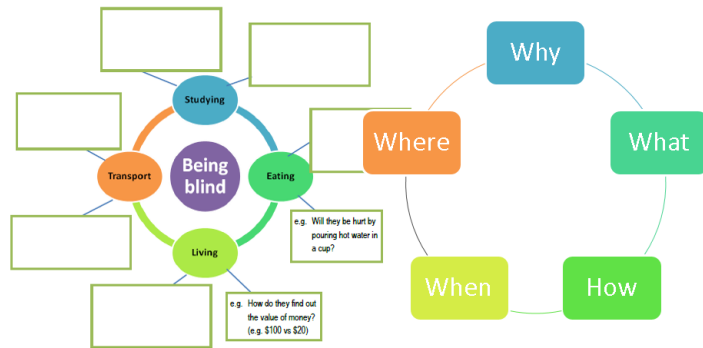 Studying
Transport
Being
blind
Eating
Living
e.g. Will they be hurt by
pouring hot water in
a cup?
e.g. How do they find out
the value of money?
(e.g. $100 vs $20)
Why
Where
What
When
How